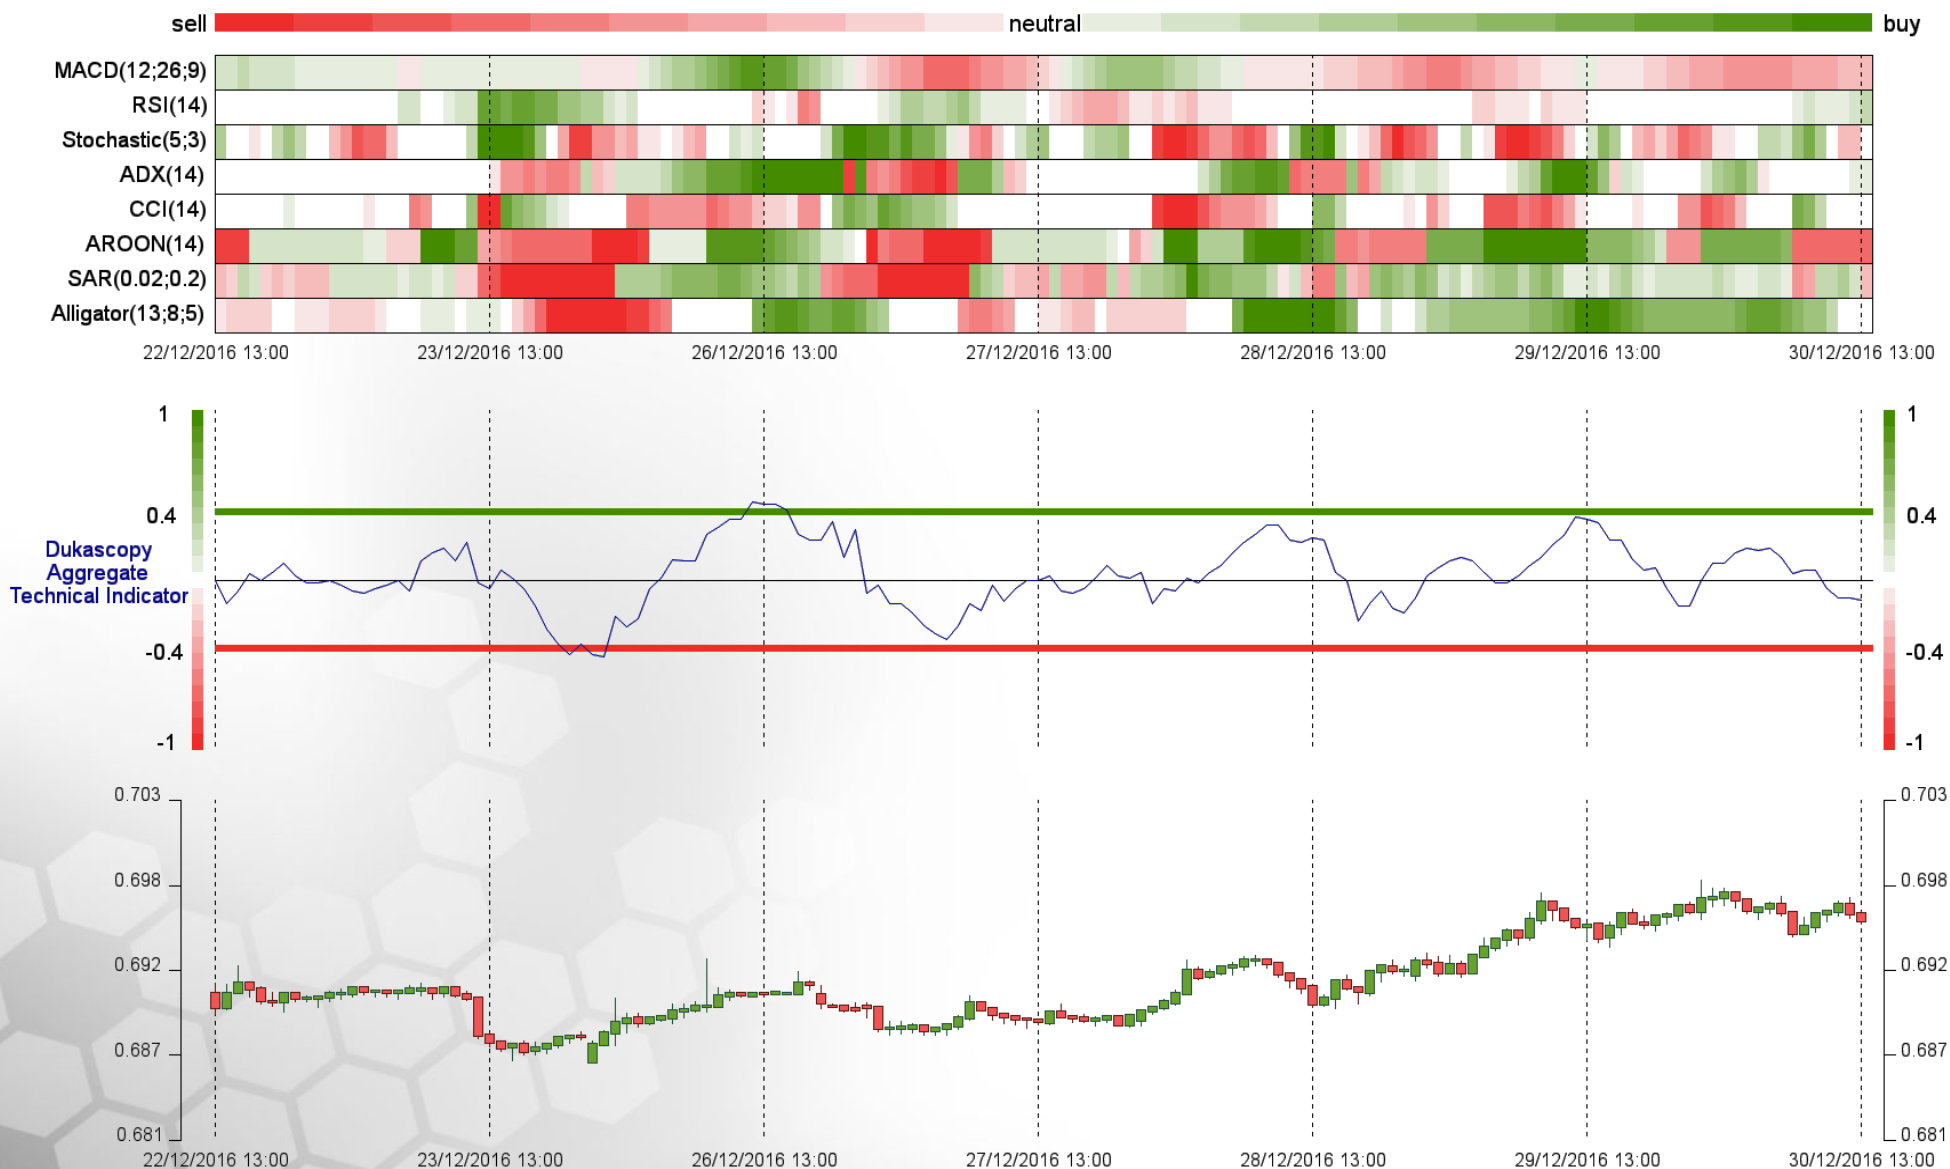 sell neutral buy
MACD(12;26;9)
RSI(14)
Stochastic(5;3)
ADX(14)
CCI(14)
AROON(14)
SAR(0.02;0.2)
Alligator(13;8;5)
22/12/2016 13:00 23/12/2016 13:00 26/12/2016 13:00 27/12/2016 13:00 28/12/2016 13:00 29/12/2016 13:00 30/12/2016 13:00
1 1
0.4 0.4
Dukascopy
Aggregate
Technical Indicator
-0.4 -0.4
-1 -1
0.703 0.703
0.698 0.698
0.692 0.692
0.687 0.687
0.681 0.681
22/12/2016 13:00 23/12/2016 13:00 26/12/2016 13:00 27/12/2016 13:00 28/12/2016 13:00 29/12/2016 13:00 30/12/2016 13:00